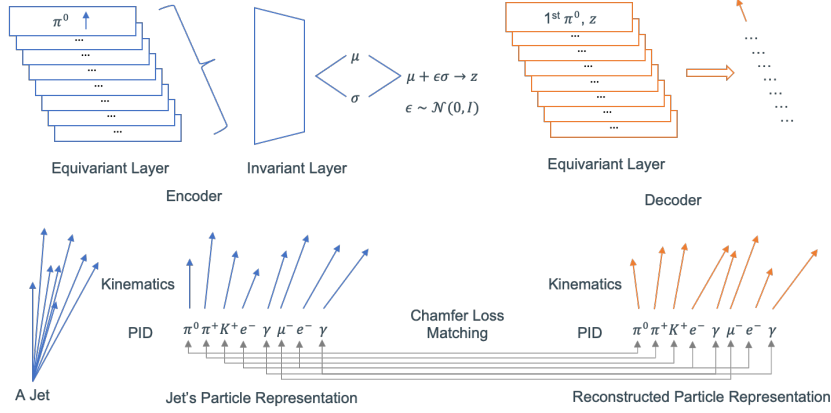 π⁰
...
...
...
...
...
...
...
Equivariant Layer
Invariant Layer
Encoder
μ
σ
μ + ϵσ → z
ϵ ~ 𝒩(0, I)
1ˢᵗ π⁰, z
...
...
...
...
...
...
...
Equivariant Layer
...
...
...
...
...
...
...
Decoder
Kinematics
PID
π⁰ π⁺ K⁺ e⁻ γ μ⁻ e⁻ γ
A Jet
Jet's Particle Representation
Chamfer Loss
Matching
Kinematics
PID
π⁰ π⁺ K⁺ e⁻ γ μ⁻ e⁻ γ
Reconstructed Particle Representation